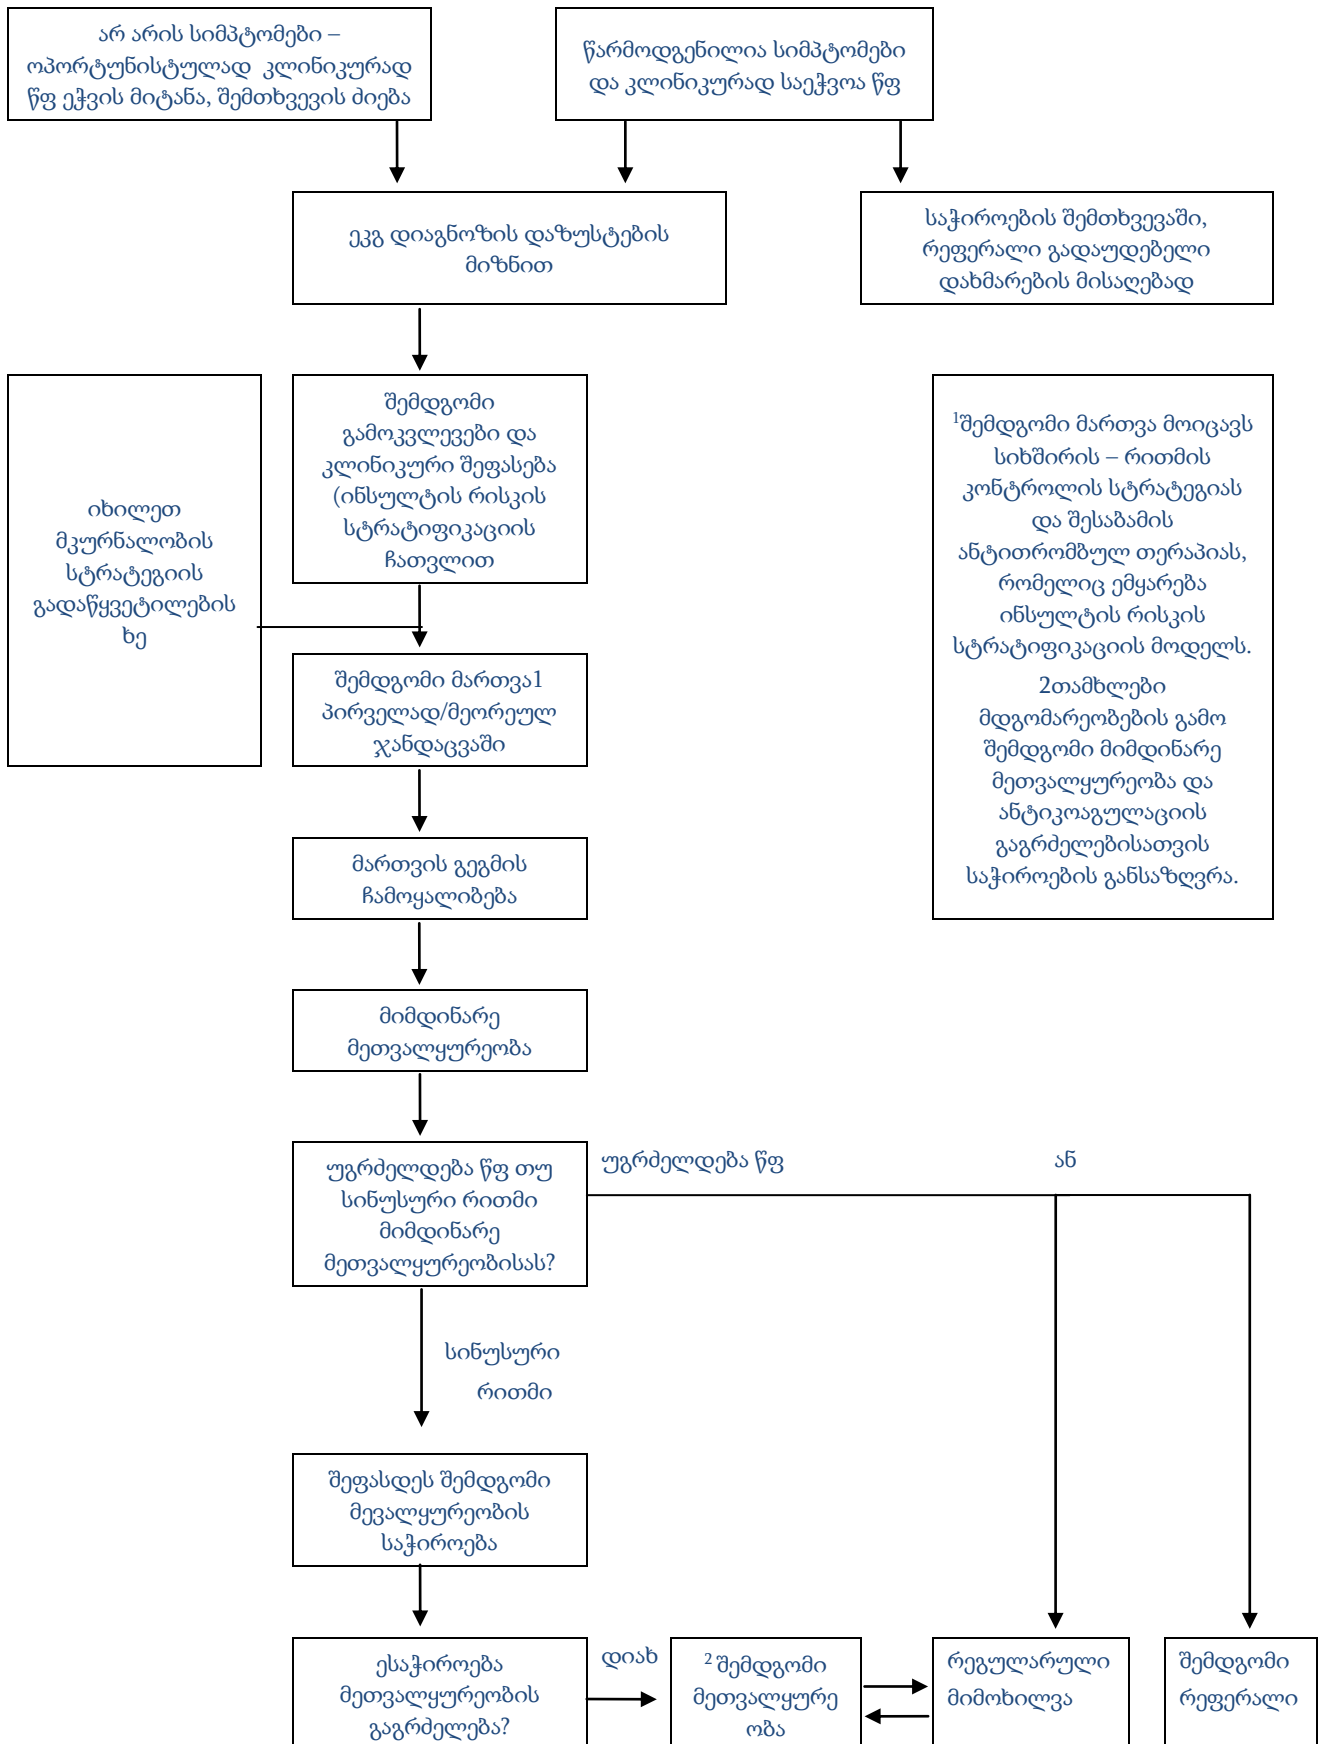 არ არის სიმპტომები –
ოპორტუნისტულად კლინიკურად
წფ ეჭვის მიტანა, შემთხვევის ძიება
წარმოდგენილია სიმპტომები
და კლინიკურად საეჭვოა წფ
ეკგ დიაგნოზის დაზუსტების
მიზნით
საჭიროების შემთხვევაში,
რეფერალი გადაუდებელი
დახმარების მისაღებად
იხილეთ
მკურნალობის
სტრატეგიის
გადაწყვეტილების
ხე
შემდგომი
გამოკვლევები და
კლინიკური შეფასება
(ინსულტის რისკის
სტრატიფიკაციის
ჩათვლით
¹შემდგომი მართვა მოიცავს
სიხშირის – რითმის
კონტროლის სტრატეგიას
და შესაბამის
ანტითრომბულ თერაპიას,
რომელიც ემყარება
ინსულტის რისკის
სტრატიფიკაციის მოდელს.
2თამხლები
მდგომარეობების გამო
შემდგომი მიმდინარე
მეთვალყურეობა და
ანტიკოაგულაციის
გაგრძელებისათვის
საჭიროების განსაზღვრა.
შემდგომი მართვა1
პირველად/მეორეულ
ჯანდაცვაში
მართვის გეგმის
ჩამოყალიბება
მიმდინარე
მეთვალყურეობა
უგრძელდება წფ თუ
სინუსური რითმი
მიმდინარე
მეთვალყურეობისას?
უგრძელდება წფ
ან
სინუსური
რითმი
შეფასდეს შემდგომი
მევალყურეობის
საჭიროება
ესაჭიროება
მეთვალყურეობის
გაგრძელება?
დიახ
² შემდგომი
მეთვალყურე
ობა
რეგულარული
მიმოხილვა
შემდგომი
რეფერალი